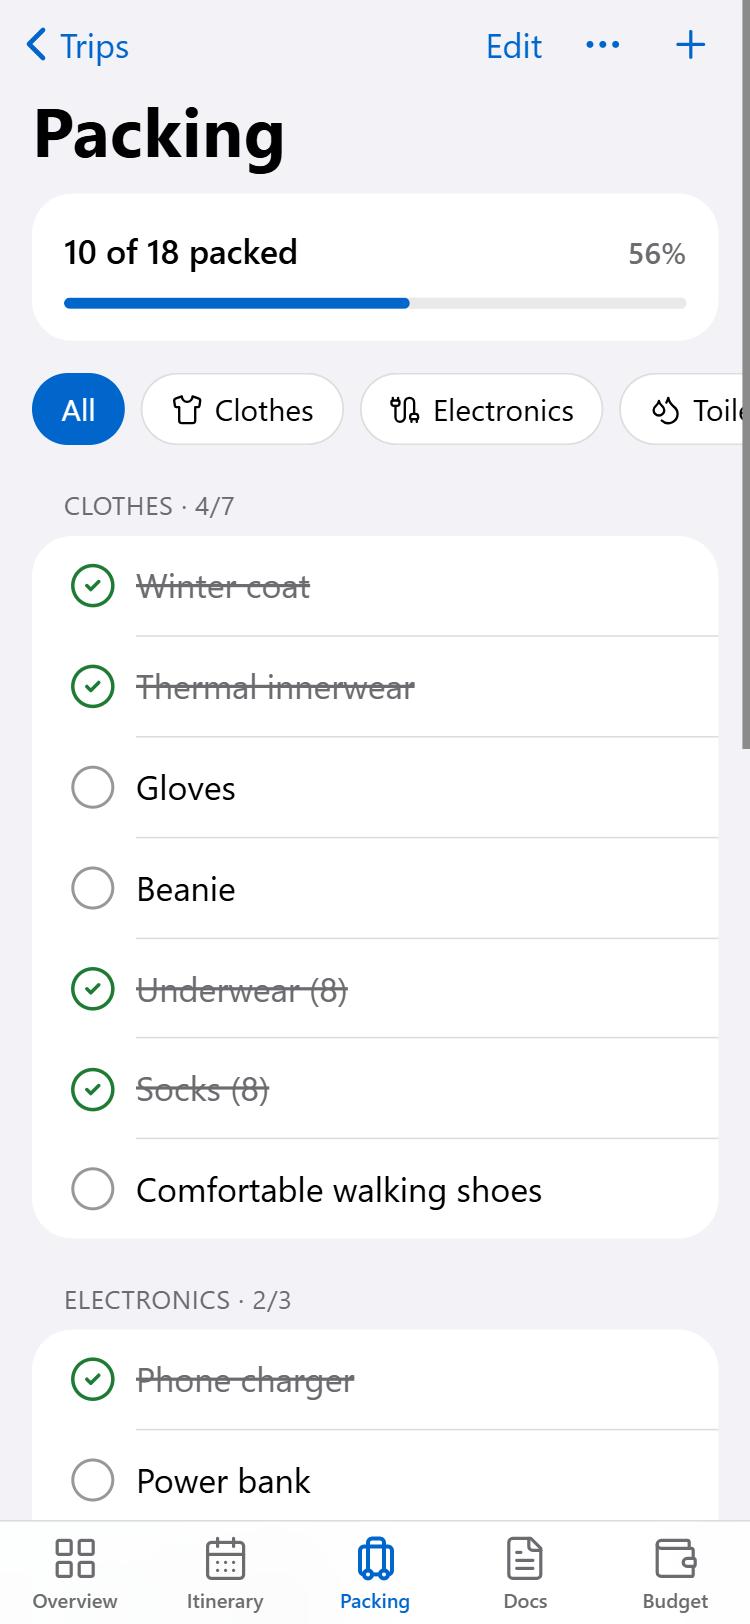 Trips Edit
Packing
10 of 18 packed 56%
All Clothes Electronics
CLOTHES · 4/7
Winter coat
Thermal innerwear
Gloves
Beanie
Underwear (8)
Socks (8)
Comfortable walking shoes
ELECTRONICS · 2/3
Phone charger
Power bank
Overview Itinerary Packing Docs Budget